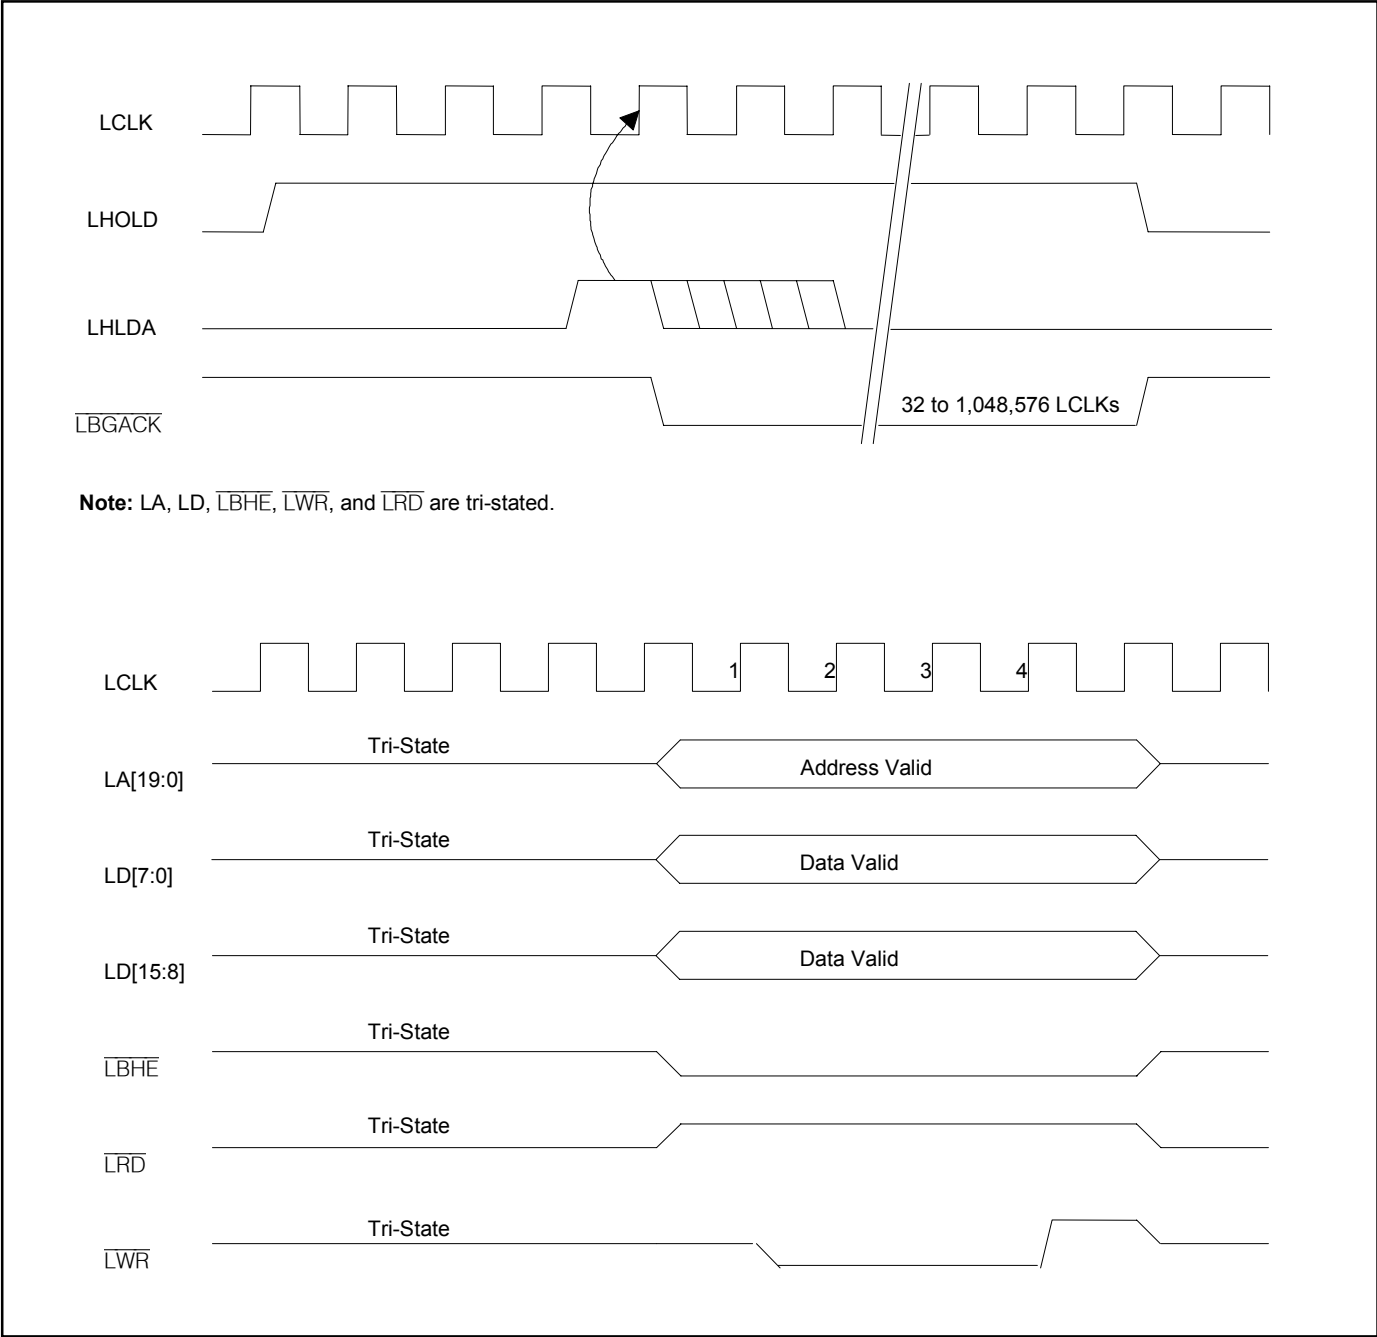 LCLK
LHOLD
LHLDA
32 to 1,048,576 LCLKs
LBGACK
Note: LA, LD, LBHE, LWR, and LRD are tri-stated.
LCLK 1 2 3 4
Tri-State
LA[19:0] Address Valid
Tri-State
LD[7:0] Data Valid
Tri-State
LD[15:8] Data Valid
Tri-State
LBHE
Tri-State
LRD
Tri-State
LWR